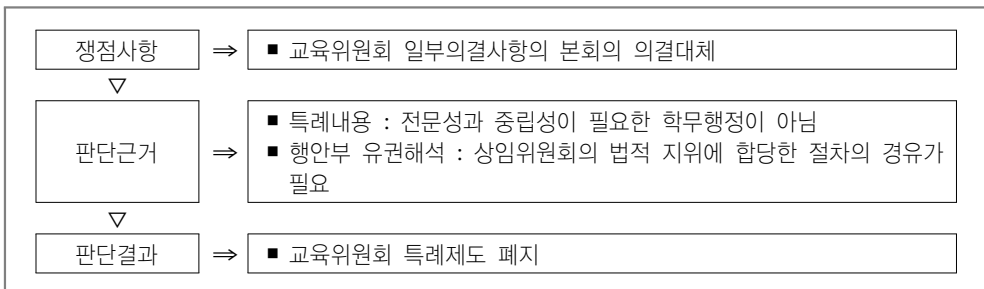 쟁점사항 ⇒ ■ 교육위원회 일부의결사항의 본회의 의결대체
▽
판단근거 ⇒ ■ 특례내용 : 전문성과 중립성이 필요한 학무행정이 아님
■ 행안부 유권해석 : 상임위원회의 법적 지위에 합당한 절차의 경유가
필요
▽
판단결과 ⇒ ■ 교육위원회 특례제도 폐지